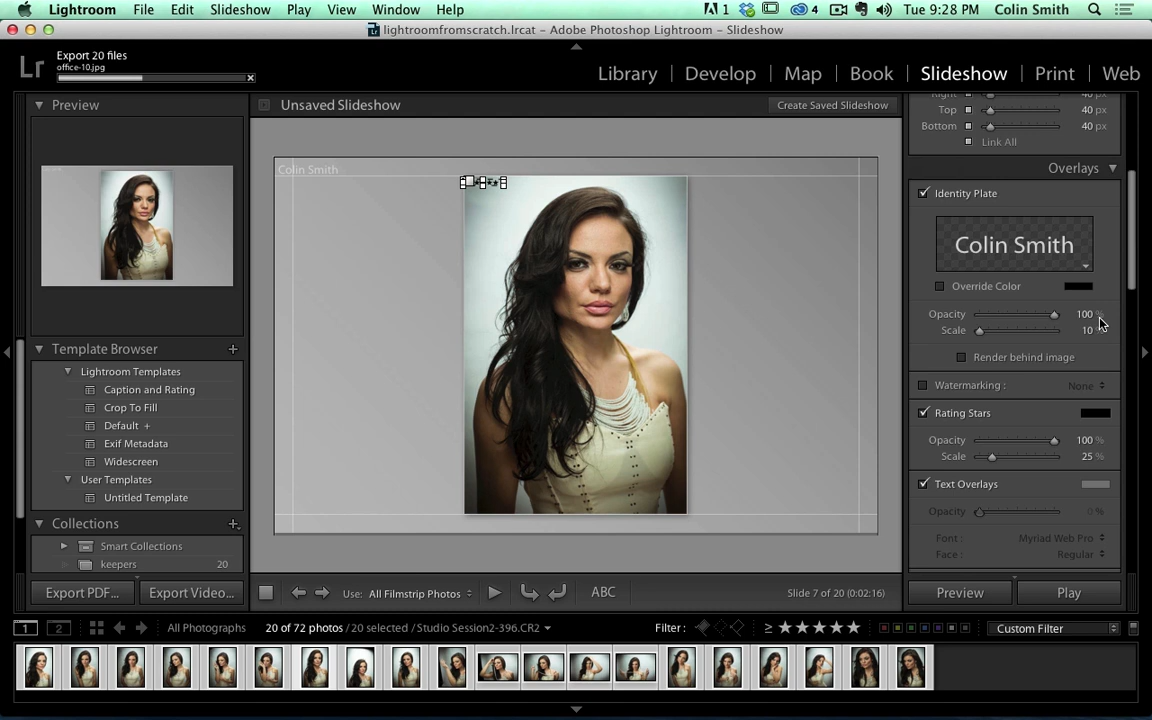 Lightroom File Edit Slideshow Play View Window Help 1 4 Tue 9:28 PM Colin Smith
lightroomfromscratch.lrcat – Adobe Photoshop Lightroom – Slideshow
Export 20 files
office-10.jpg
Lr
Library Develop Map Book Slideshow Print Web
Preview
Unsaved Slideshow Create Saved Slideshow
Colin Smith
Template Browser
Lightroom Templates
Caption and Rating
Crop To Fill
Default +
Exif Metadata
Widescreen
User Templates
Untitled Template
Collections
Smart Collections
keepers 20
Export PDF... Export Video...
Right 40 px
Top 40 px
Bottom 40 px
Link All
Overlays
Identity Plate
Colin Smith
Override Color
Opacity 100 %
Scale 10 %
Render behind image
Watermarking : None
Rating Stars
Opacity 100 %
Scale 25 %
Text Overlays
Opacity 0 %
Font : Myriad Web Pro
Face : Regular
Use: All Filmstrip Photos ABC Slide 7 of 20 (0:02:16)
Preview Play
1 2 All Photographs 20 of 72 photos / 20 selected / Studio Session2-396.CR2 Filter : ≥ ★★★★★ Custom Filter